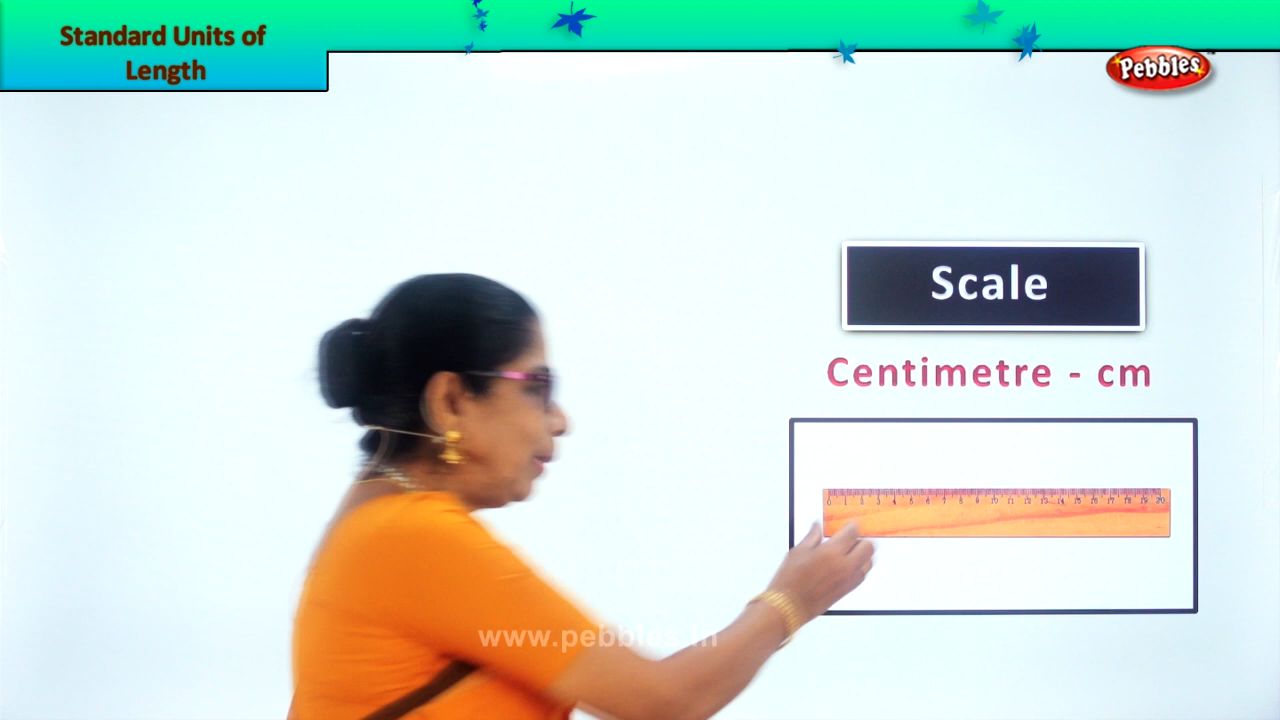 Standard Units of
Length
Pebbles
Scale
Centimetre - cm
0 1 2 3 4 5 6 7 8 9 10 11 12 13 14 15 16 17 18 19 20
www.pebbles.in